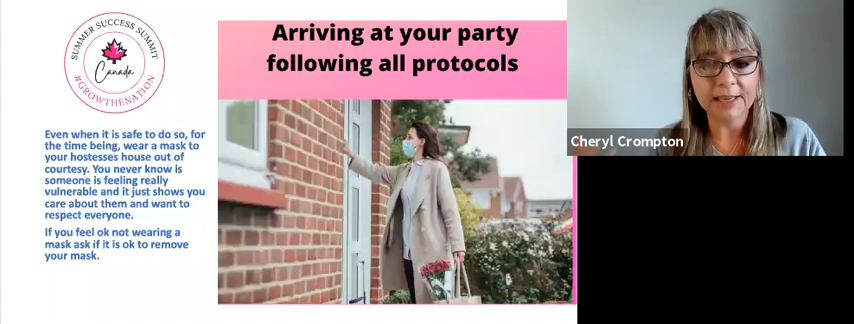 SUMMER SUCCESS SUMMIT
Canada
#GROWTHENATION
Arriving at your party
following all protocols
Even when it is safe to do so, for
the time being, wear a mask to
your hostesses house out of
courtesy. You never know is
someone is feeling really
vulnerable and it just shows you
care about them and want to
respect everyone.
If you feel ok not wearing a
mask ask if it is ok to remove
your mask.
Cheryl Crompton